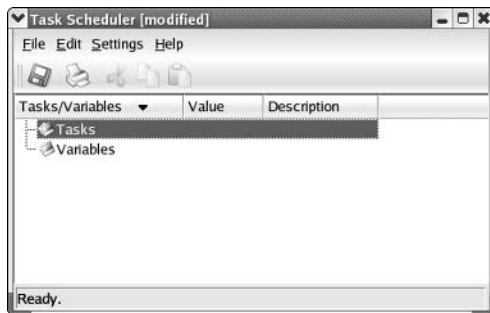 Task Scheduler [modified]
File Edit Settings Help
Tasks/Variables Value Description
Tasks
Variables
Ready.